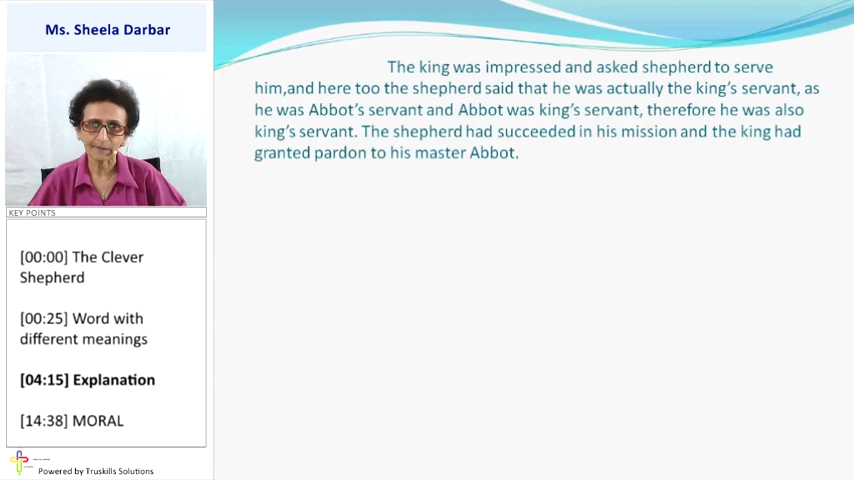 Ms. Sheela Darbar
The king was impressed and asked shepherd to serve
him,and here too the shepherd said that he was actually the king's servant, as
he was Abbot's servant and Abbot was king's servant, therefore he was also
king's servant. The shepherd had succeeded in his mission and the king had
granted pardon to his master Abbot.
KEY POINTS
[00:00] The Clever
Shepherd
[00:25] Word with
different meanings
[04:15] Explanation
[14:38] MORAL
Powered by Truskills Solutions